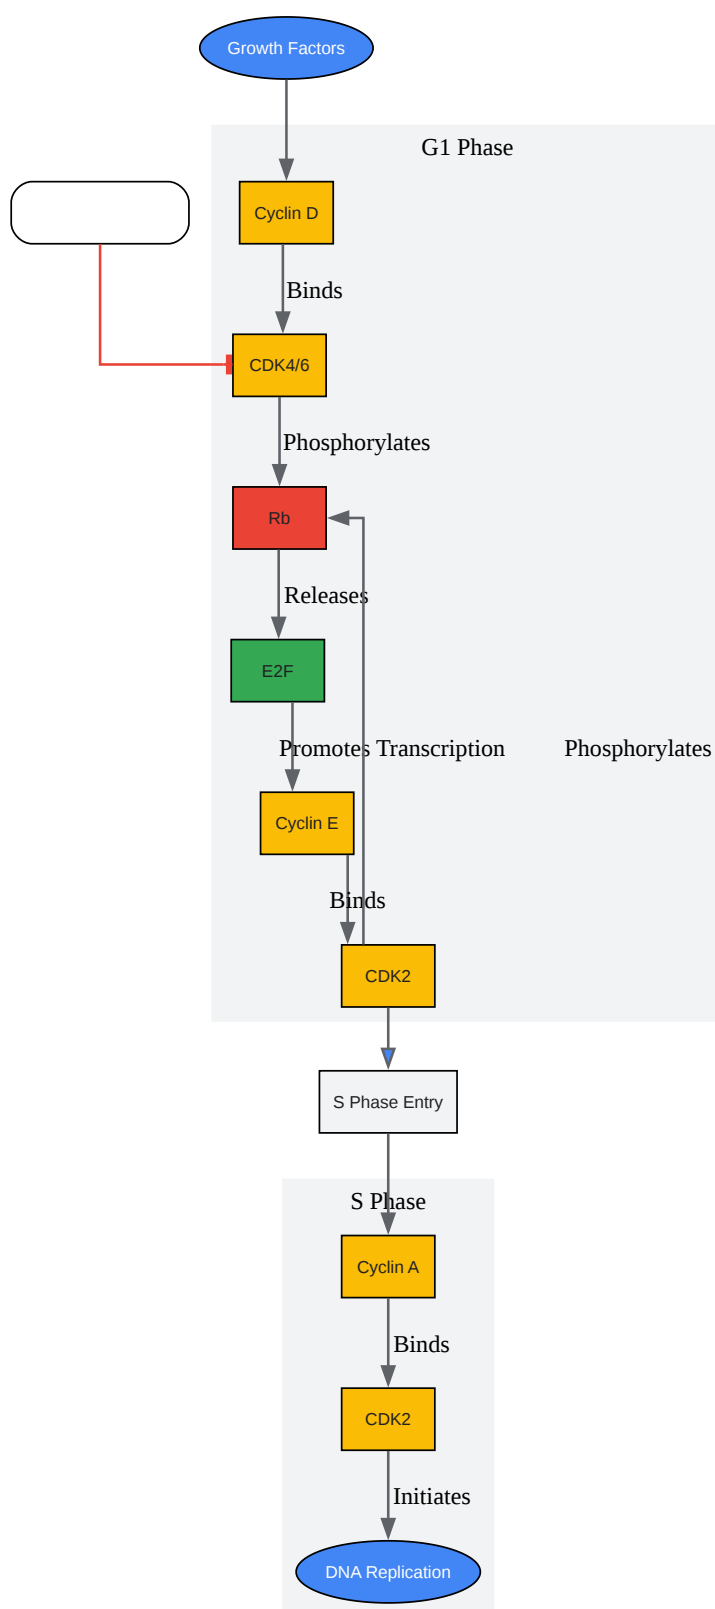 Growth Factors
G1 Phase
Cyclin D
Binds
CDK4/6
Phosphorylates
Rb
Releases
E2F
Promotes Transcription
Phosphorylates
Cyclin E
Binds
CDK2
S Phase Entry
S Phase
Cyclin A
Binds
CDK2
Initiates
DNA Replication